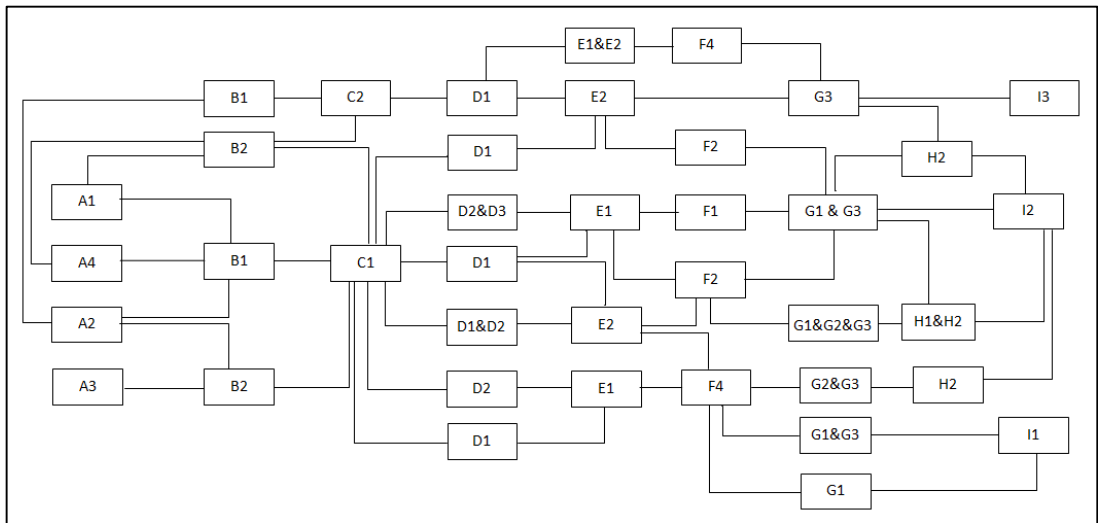 E1&E2
F4
B1
C2
D1
E2
G3
I3
B2
D1
F2
H2
A1
D2&D3
E1
F1
G1 & G3
I2
A4
B1
C1
D1
F2
A2
D1&D2
E2
G1&G2&G3
H1&H2
A3
B2
D2
E1
F4
G2&G3
H2
D1
G1&G3
I1
G1